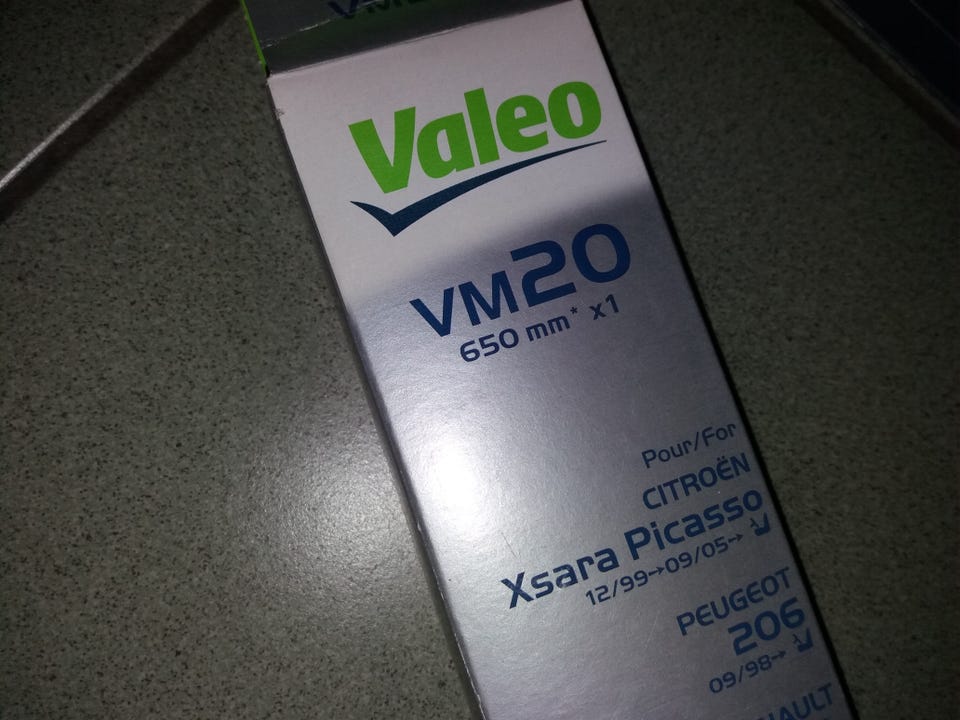 Valeo
VM20
650 mm* x1
Pour/For
CITROËN
Xsara Picasso
12/99→09/05→
PEUGEOT
206
09/98→